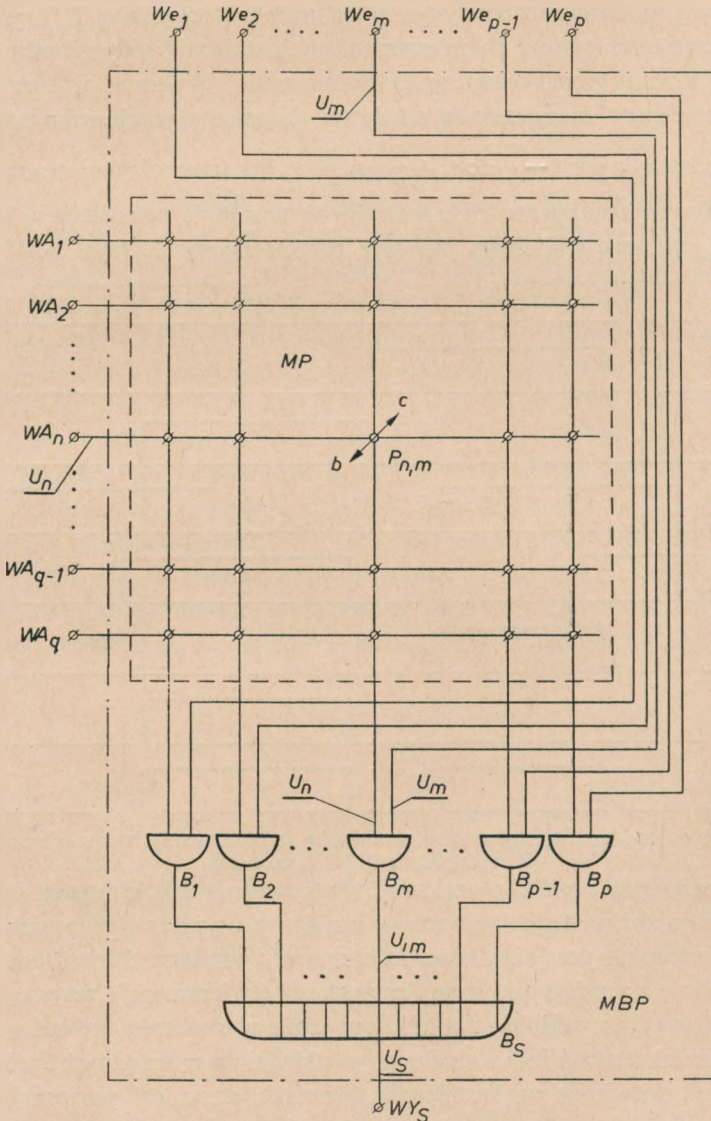 We1 We2 .... Wem ..... Wep-1 Wep
Um
WA1
WA2
MP
c
WAn
b Pn,m
Un
WAq-1
WAq
Un Um
B1 B2 ... Bm .... Bp-1 Bp
U1m
MBP
BS
US
WYS